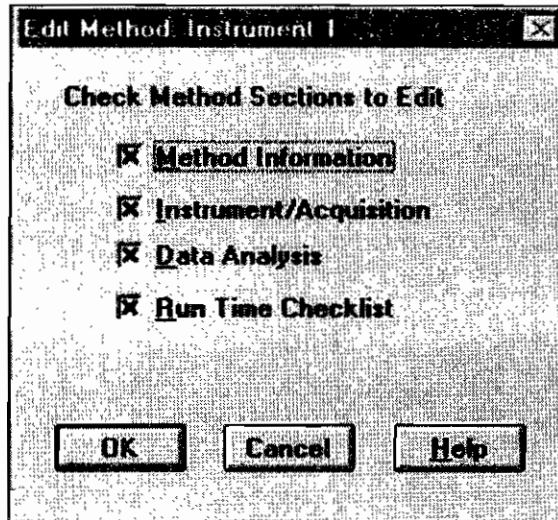 Edit Method: Instrument 1
Check Method Sections to Edit
Method Information
Instrument/Acquisition
Data Analysis
Run Time Checklist
OK Cancel Help